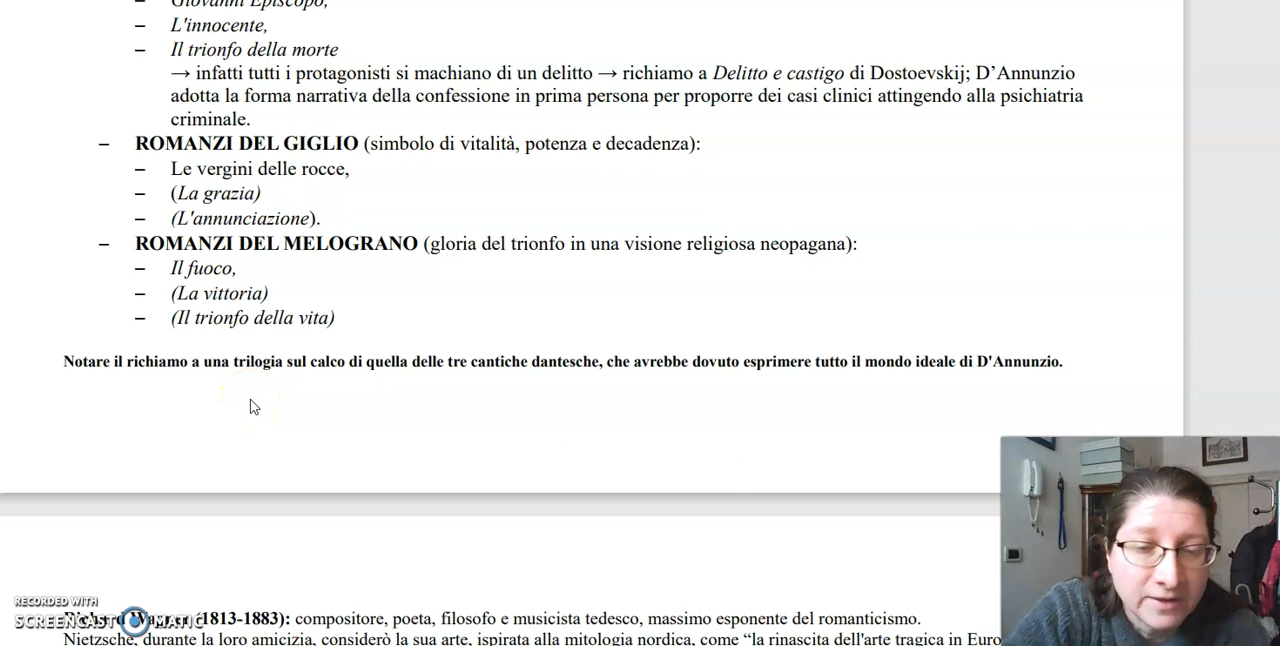 – Giovanni Episcopo,
– L'innocente,
– Il trionfo della morte
→ infatti tutti i protagonisti si machiano di un delitto → richiamo a Delitto e castigo di Dostoevskij; D’Annunzio
adotta la forma narrativa della confessione in prima persona per proporre dei casi clinici attingendo alla psichiatria
criminale.
– ROMANZI DEL GIGLIO (simbolo di vitalità, potenza e decadenza):
– Le vergini delle rocce,
– (La grazia)
– (L'annunciazione).
– ROMANZI DEL MELOGRANO (gloria del trionfo in una visione religiosa neopagana):
– Il fuoco,
– (La vittoria)
– (Il trionfo della vita)
Notare il richiamo a una trilogia sul calco di quella delle tre cantiche dantesche, che avrebbe dovuto esprimere tutto il mondo ideale di D'Annunzio.
RECORDED WITH
SCREENCAST MATIC
(1813-1883): compositore, poeta, filosofo e musicista tedesco, massimo esponente del romanticismo.
Nietzsche, durante la loro amicizia, considerò la sua arte, ispirata alla mitologia nordica, come “la rinascita dell'arte tragica in Euro